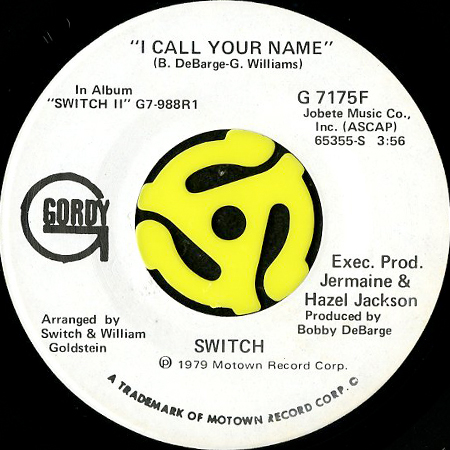 "I CALL YOUR NAME"
(B. DeBarge-G. Williams)
In Album
"SWITCH II" G7-988R1
G 7175F
Jobete Music Co.,
Inc. (ASCAP)
65355-S 3:56
GORDY
Exec. Prod.
Jermaine &
Hazel Jackson
Produced by
Bobby DeBarge
Arranged by
Switch & William
Goldstein
SWITCH
℗ 1979 Motown Record Corp.
A TRADEMARK OF MOTOWN RECORD CORP. ©